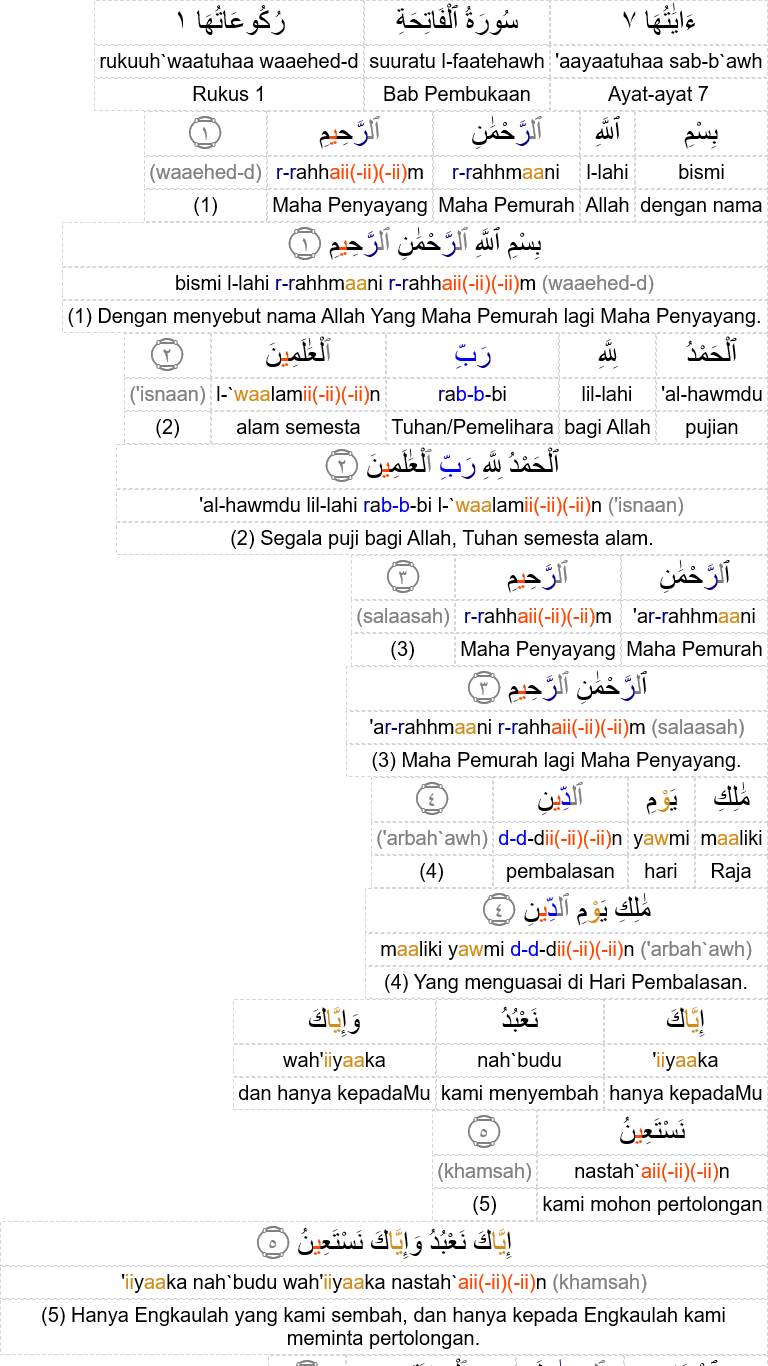 ءَايَٰتُهَا ٧ سُورَةُ ٱلْفَاتِحَةِ رُكُوعَاتُهَا ١
'aayaatuhaa sab-b`awh suuratu l-faatehawh rukuuh`waatuhaa waaehed-d
Ayat-ayat 7 Bab Pembukaan Rukus 1
بِسْمِ ٱللَّهِ ٱلرَّحْمَٰنِ ٱلرَّحِيمِ ١
bismi l-lahi r-rahhmaani r-rahhaii(-ii)(-ii)m (waaehed-d)
dengan nama Allah Maha Pemurah Maha Penyayang (1)
بِسْمِ ٱللَّهِ ٱلرَّحْمَٰنِ ٱلرَّحِيمِ ١
bismi l-lahi r-rahhmaani r-rahhaii(-ii)(-ii)m (waaehed-d)
(1) Dengan menyebut nama Allah Yang Maha Pemurah lagi Maha Penyayang.
ٱلْحَمْدُ لِلَّهِ رَبِّ ٱلْعَٰلَمِينَ ٢
'al-hawmdu lil-lahi rab-b-bi l-`waalamii(-ii)(-ii)n ('isnaan)
pujian bagi Allah Tuhan/Pemelihara alam semesta (2)
ٱلْحَمْدُ لِلَّهِ رَبِّ ٱلْعَٰلَمِينَ ٢
'al-hawmdu lil-lahi rab-b-bi l-`waalamii(-ii)(-ii)n ('isnaan)
(2) Segala puji bagi Allah, Tuhan semesta alam.
ٱلرَّحْمَٰنِ ٱلرَّحِيمِ ٣
'ar-rahhmaani r-rahhaii(-ii)(-ii)m (salaasah)
Maha Pemurah Maha Penyayang (3)
ٱلرَّحْمَٰنِ ٱلرَّحِيمِ ٣
'ar-rahhmaani r-rahhaii(-ii)(-ii)m (salaasah)
(3) Maha Pemurah lagi Maha Penyayang.
مَٰلِكِ يَوْمِ ٱلدِّينِ ٤
maaliki yawmi d-d-dii(-ii)(-ii)n ('arbah`awh)
Raja hari pembalasan (4)
مَٰلِكِ يَوْمِ ٱلدِّينِ ٤
maaliki yawmi d-d-dii(-ii)(-ii)n ('arbah`awh)
(4) Yang menguasai di Hari Pembalasan.
إِيَّاكَ نَعْبُدُ وَإِيَّاكَ
'iiyaaka nah`budu wah'iiyaaka
hanya kepadaMu kami menyembah dan hanya kepadaMu
نَسْتَعِينُ ٥
nastah`aii(-ii)(-ii)n (khamsah)
kami mohon pertolongan (5)
إِيَّاكَ نَعْبُدُ وَإِيَّاكَ نَسْتَعِينُ ٥
'iiyaaka nah`budu wah'iiyaaka nastah`aii(-ii)(-ii)n (khamsah)
(5) Hanya Engkaulah yang kami sembah, dan hanya kepada Engkaulah kami
meminta pertolongan.